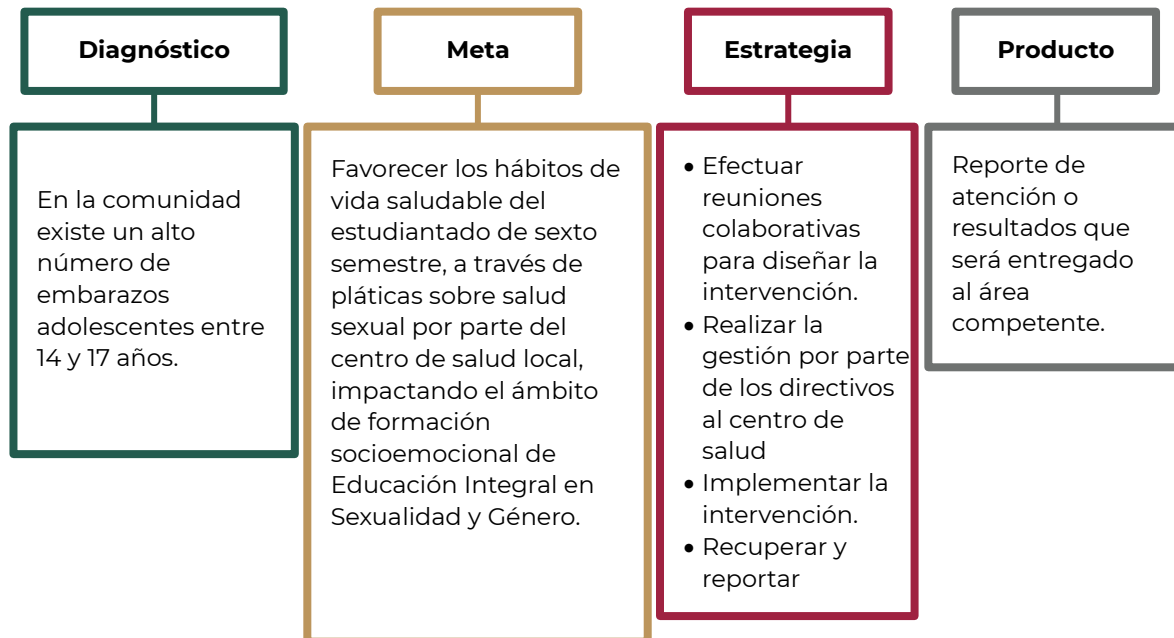 Diagnóstico
En la comunidad
existe un alto
número de
embarazos
adolescentes entre
14 y 17 años.
Meta
Favorecer los hábitos de
vida saludable del
estudiantado de sexto
semestre, a través de
pláticas sobre salud
sexual por parte del
centro de salud local,
impactando el ámbito
de formación
socioemocional de
Educación Integral en
Sexualidad y Género.
Estrategia
• Efectuar
reuniones
colaborativas
para diseñar la
intervención.
• Realizar la
gestión por parte
de los directivos
al centro de
salud
• Implementar la
intervención.
• Recuperar y
reportar
Producto
Reporte de
atención o
resultados que
será entregado
al área
competente.